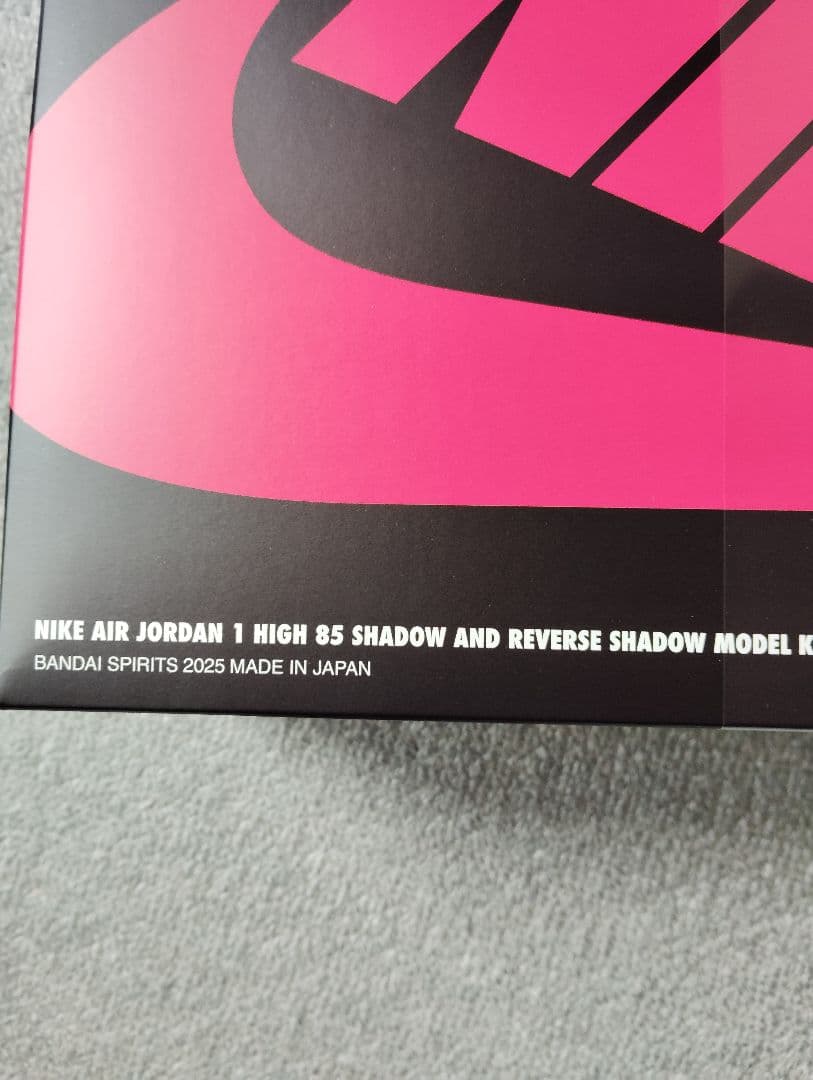 NIKE AIR JORDAN 1 HIGH 85 SHADOW AND REVERSE SHADOW MODEL K
BANDAI SPIRITS 2025 MADE IN JAPAN